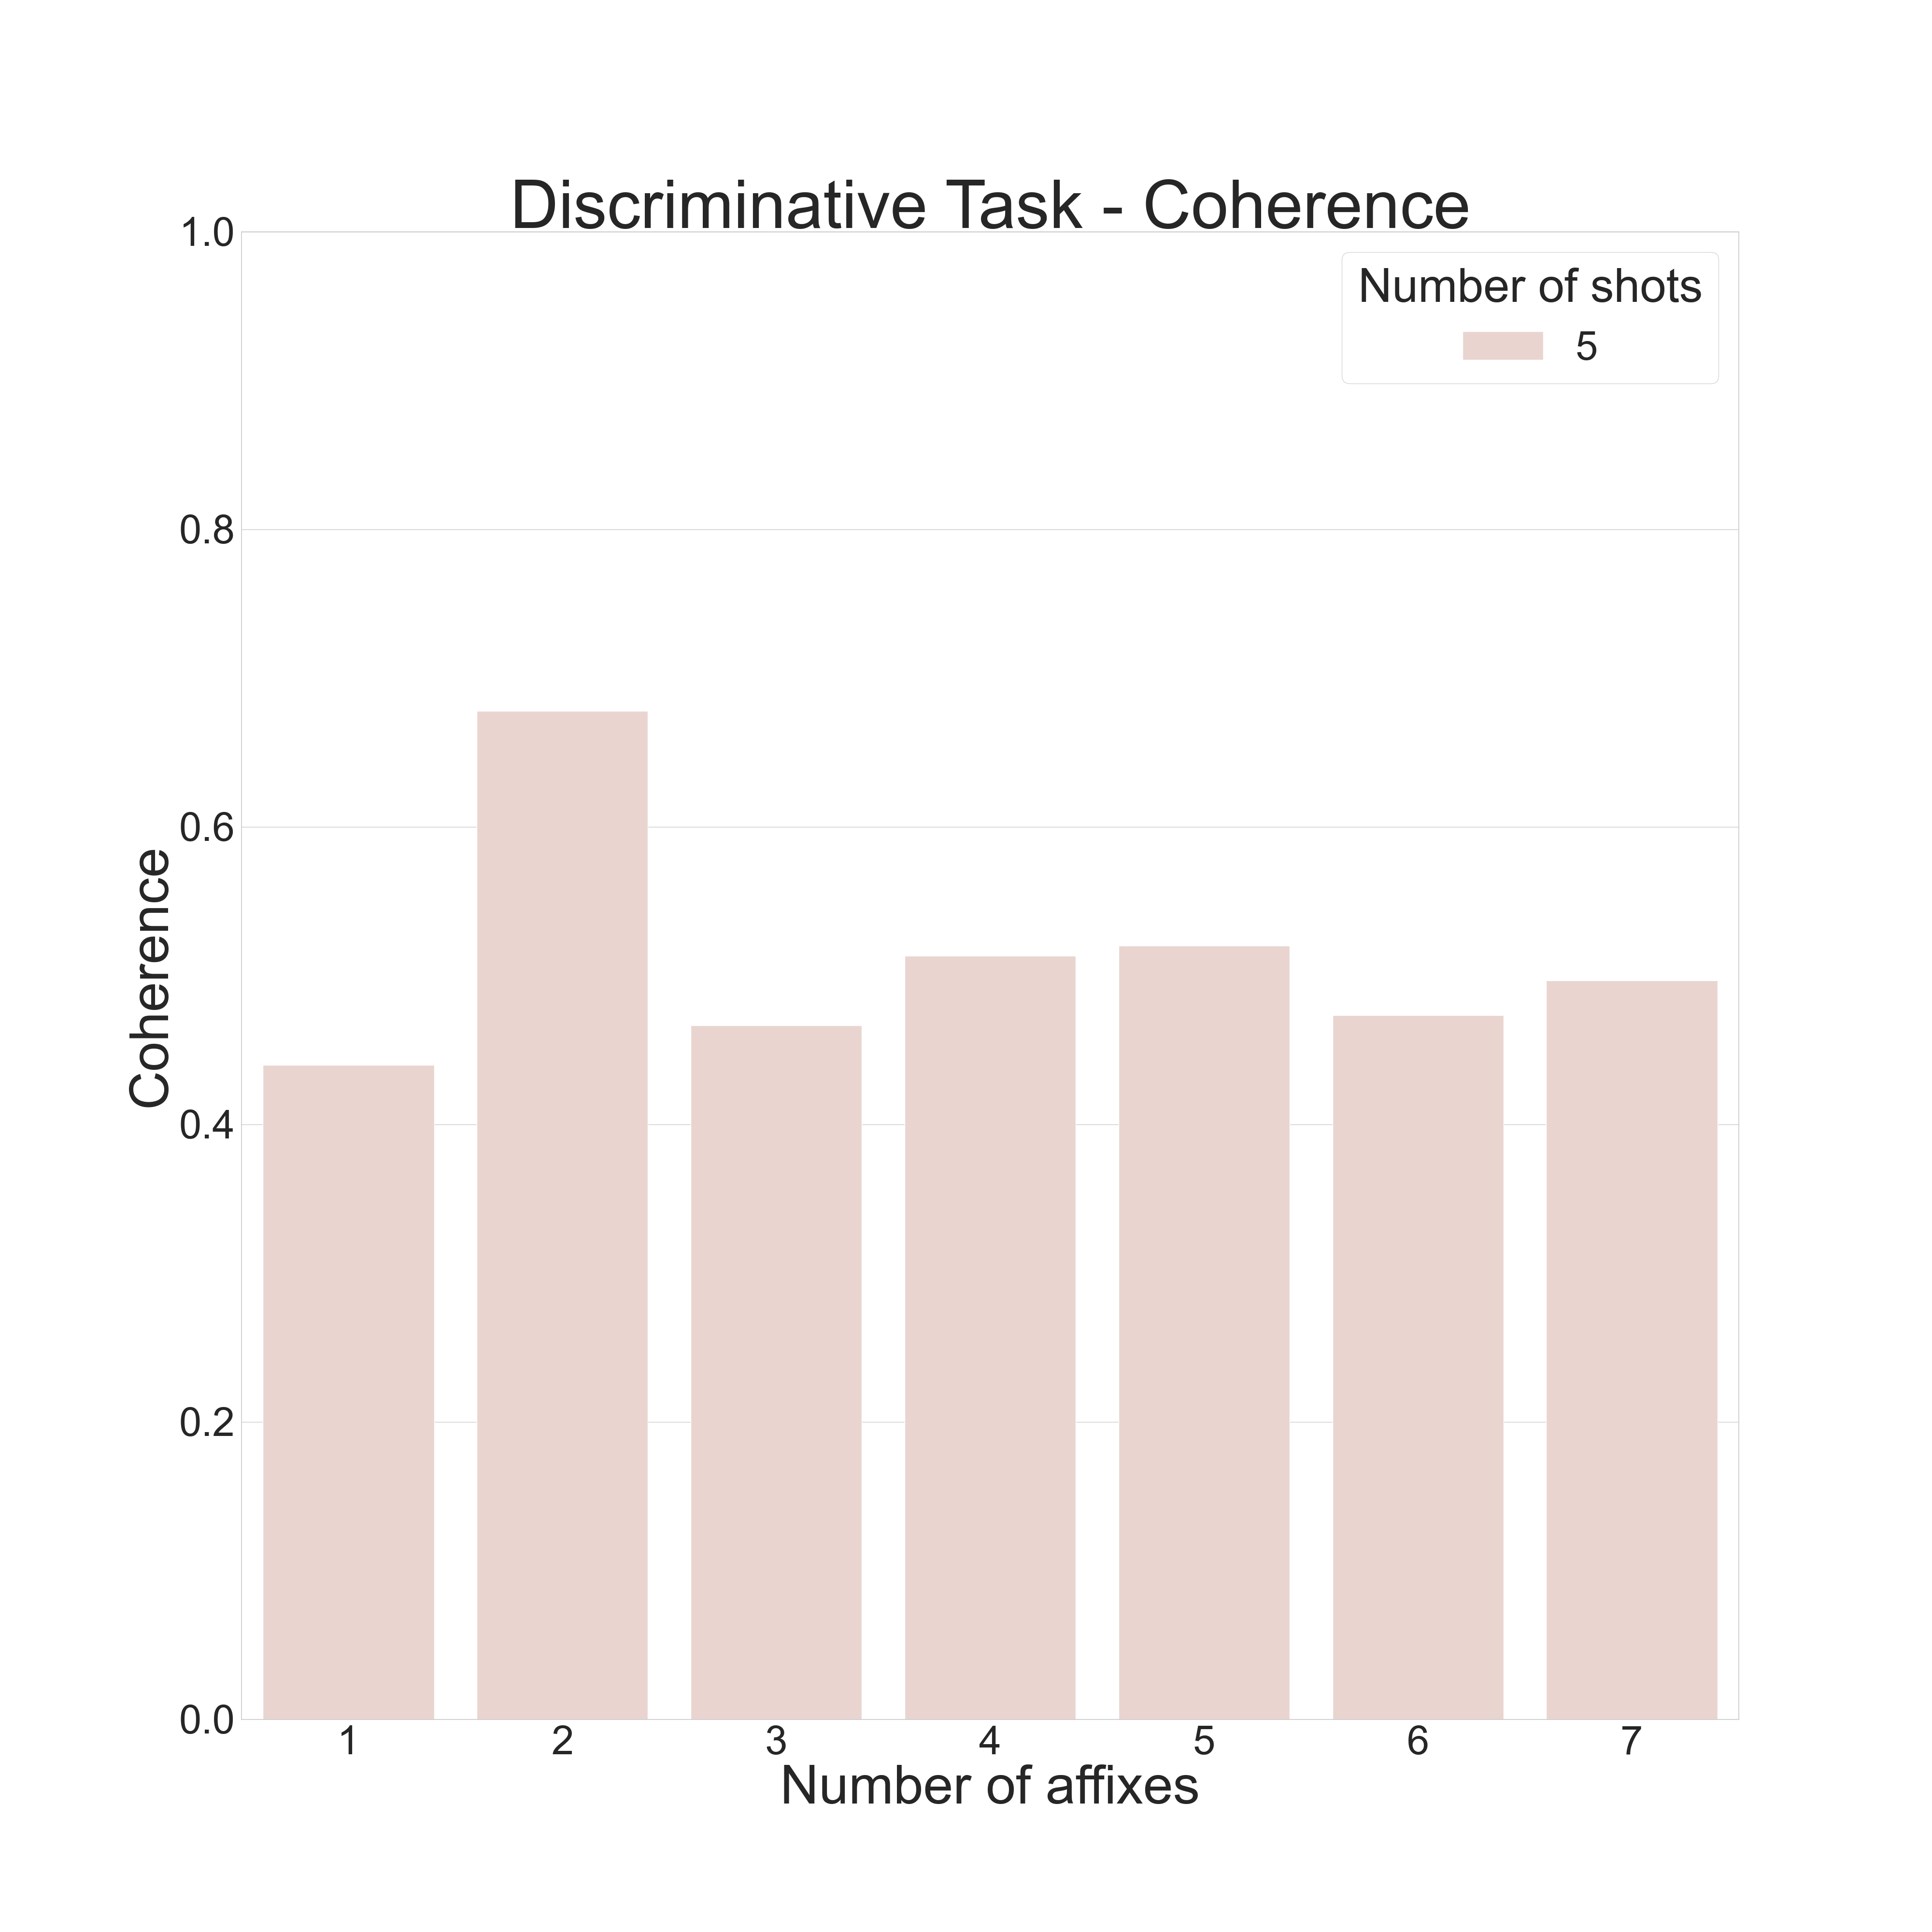 Discriminative Task - Coherence
Number of shots
5
1.0
0.8
0.6
0.4
0.2
0.0
Coherence
1 2 3 4 5 6 7
Number of affixes